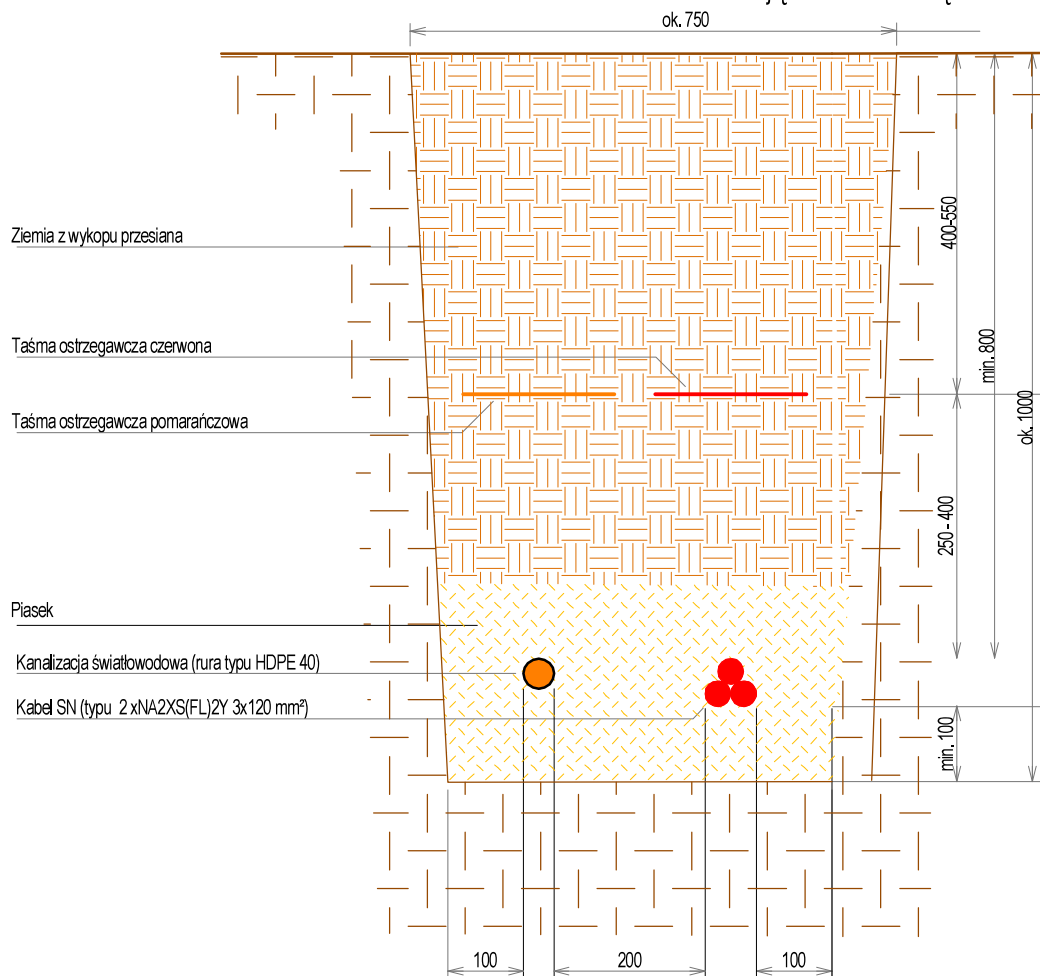 ok. 750
Ziemia z wykopu przesiana
400-550
Taśma ostrzegawcza czerwona
min. 800
ok. 1000
Taśma ostrzegawcza pomarańczowa
250 - 400
Piasek
Kanalizacja światłowodowa (rura typu HDPE 40)
Kabel SN (typu 2 xNA2XS(FL)2Y 3x120 mm²)
min. 100
100
200
100